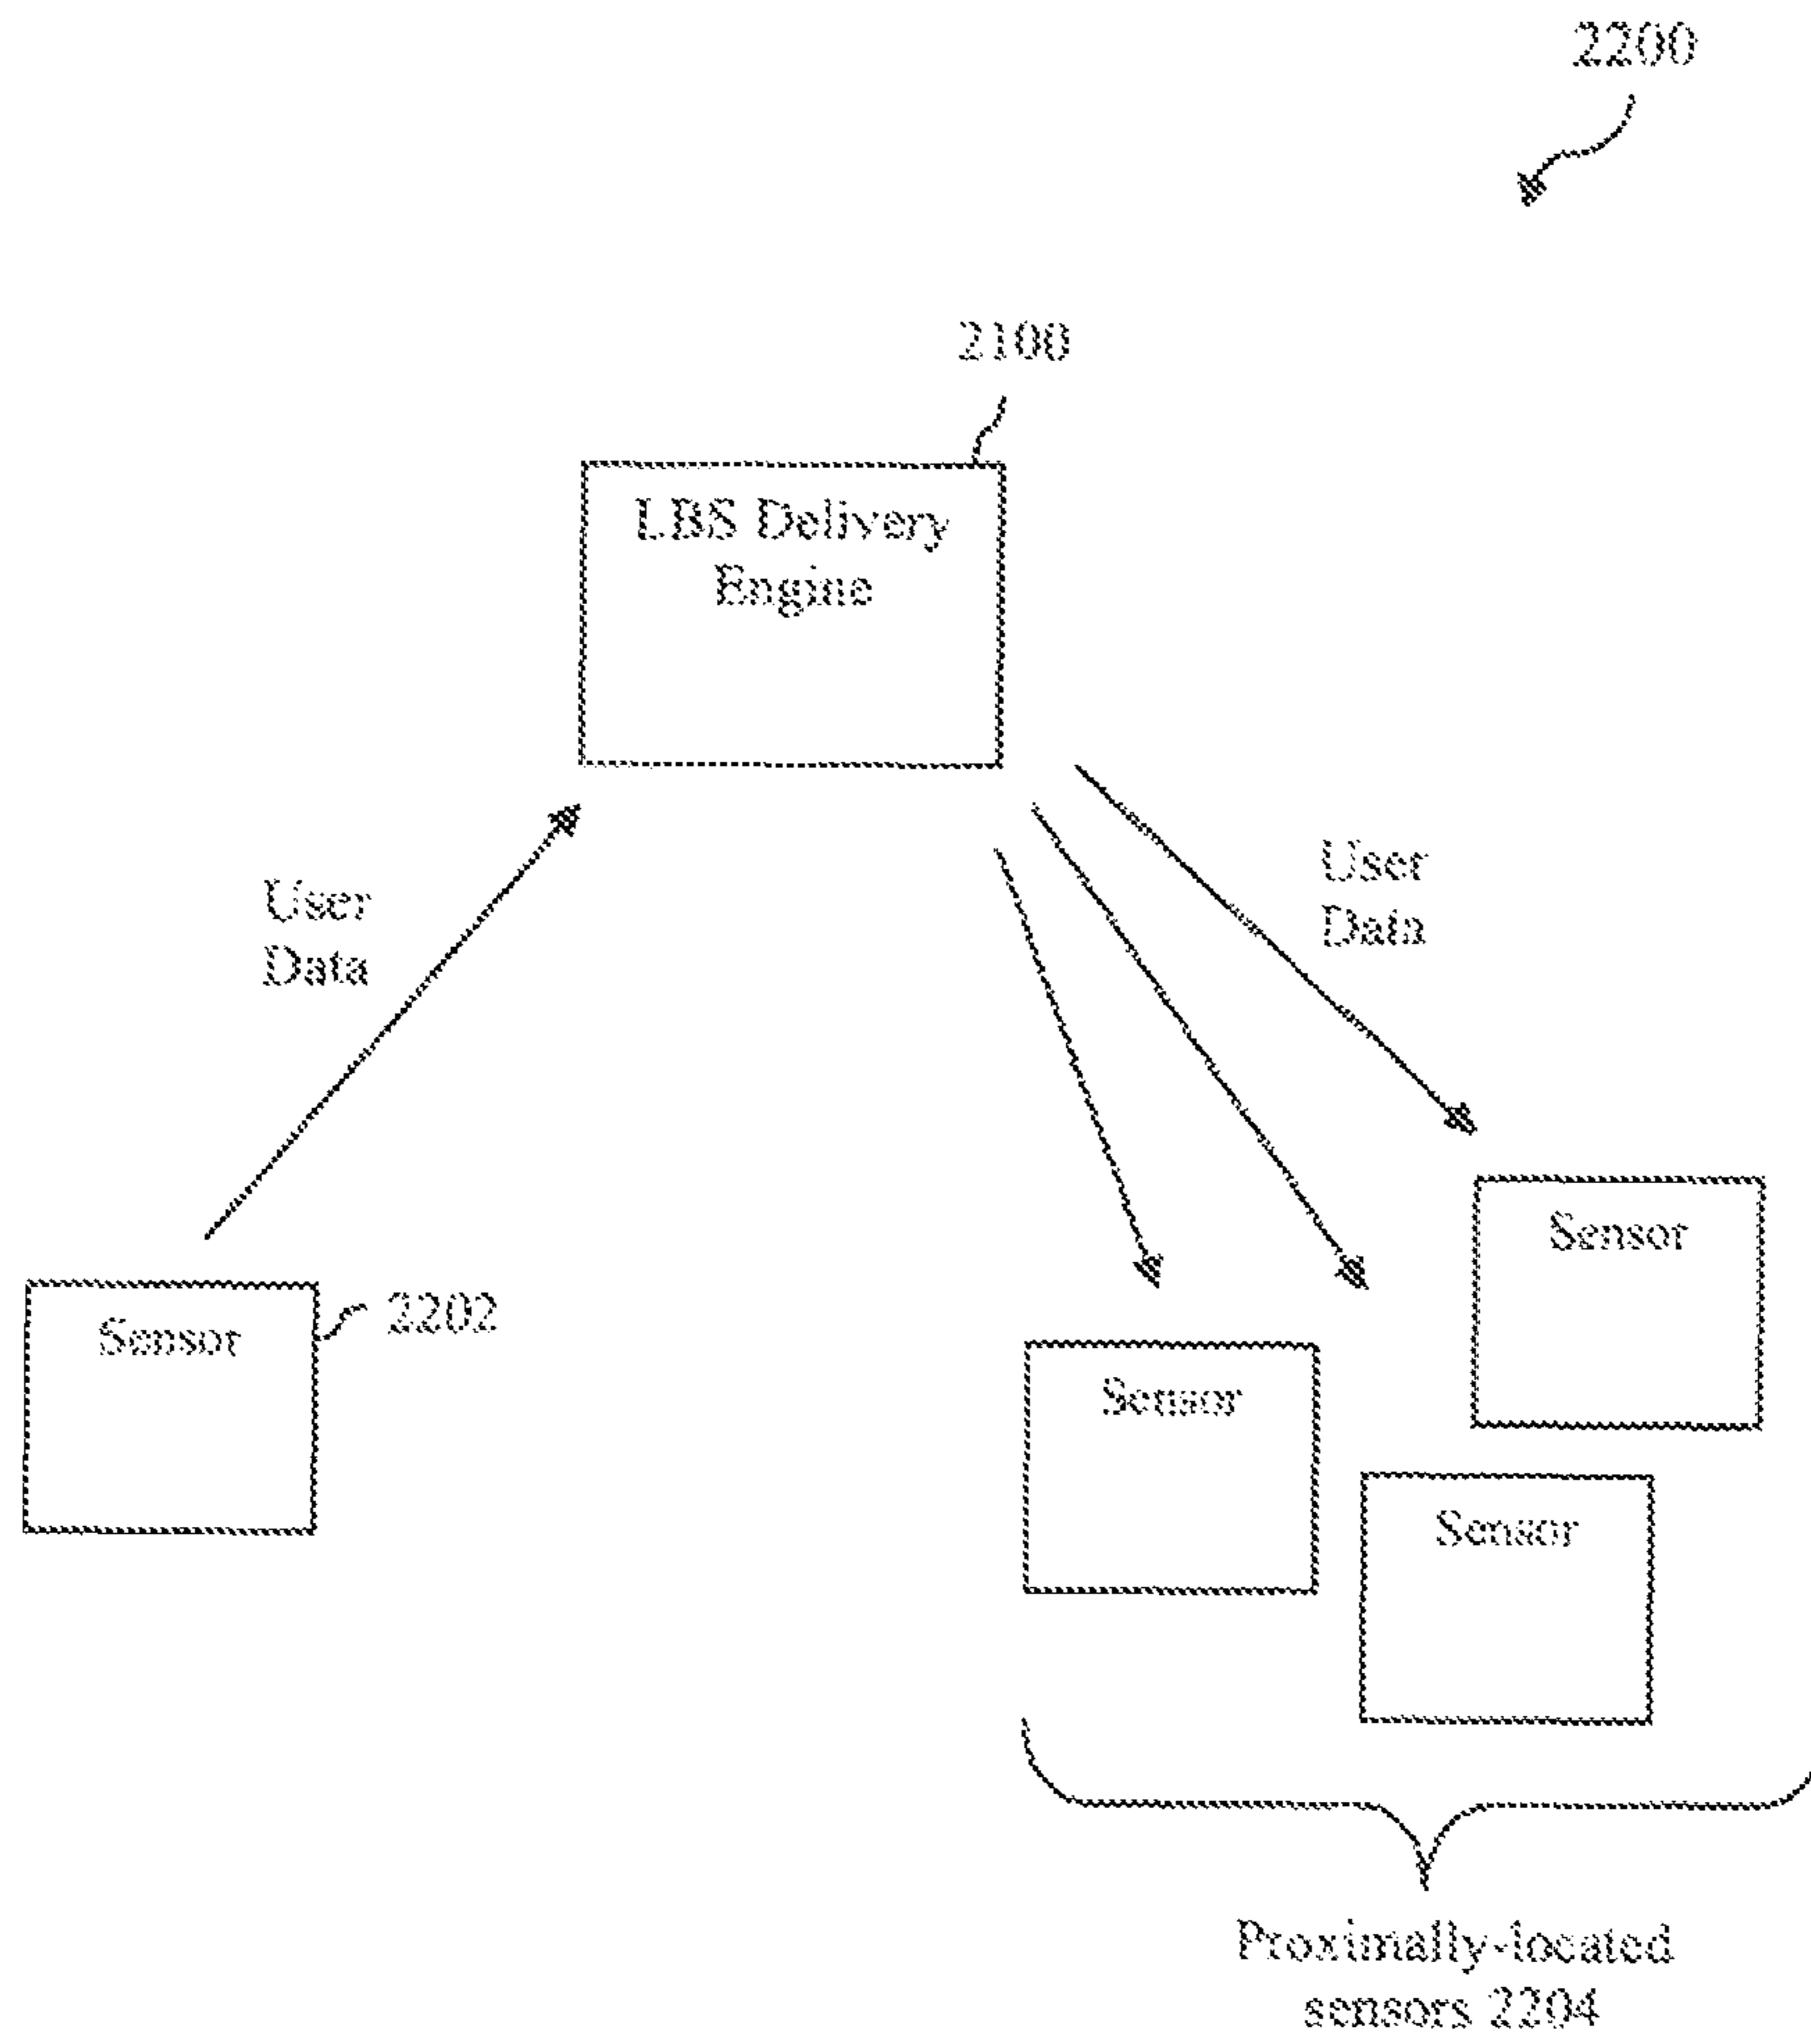 2200
2100
LBS Delivery
Engine
User
Data
User
Data
Sensor
2202
Sensor
Sensor
Sensor
Proximally-located
sensors 2204